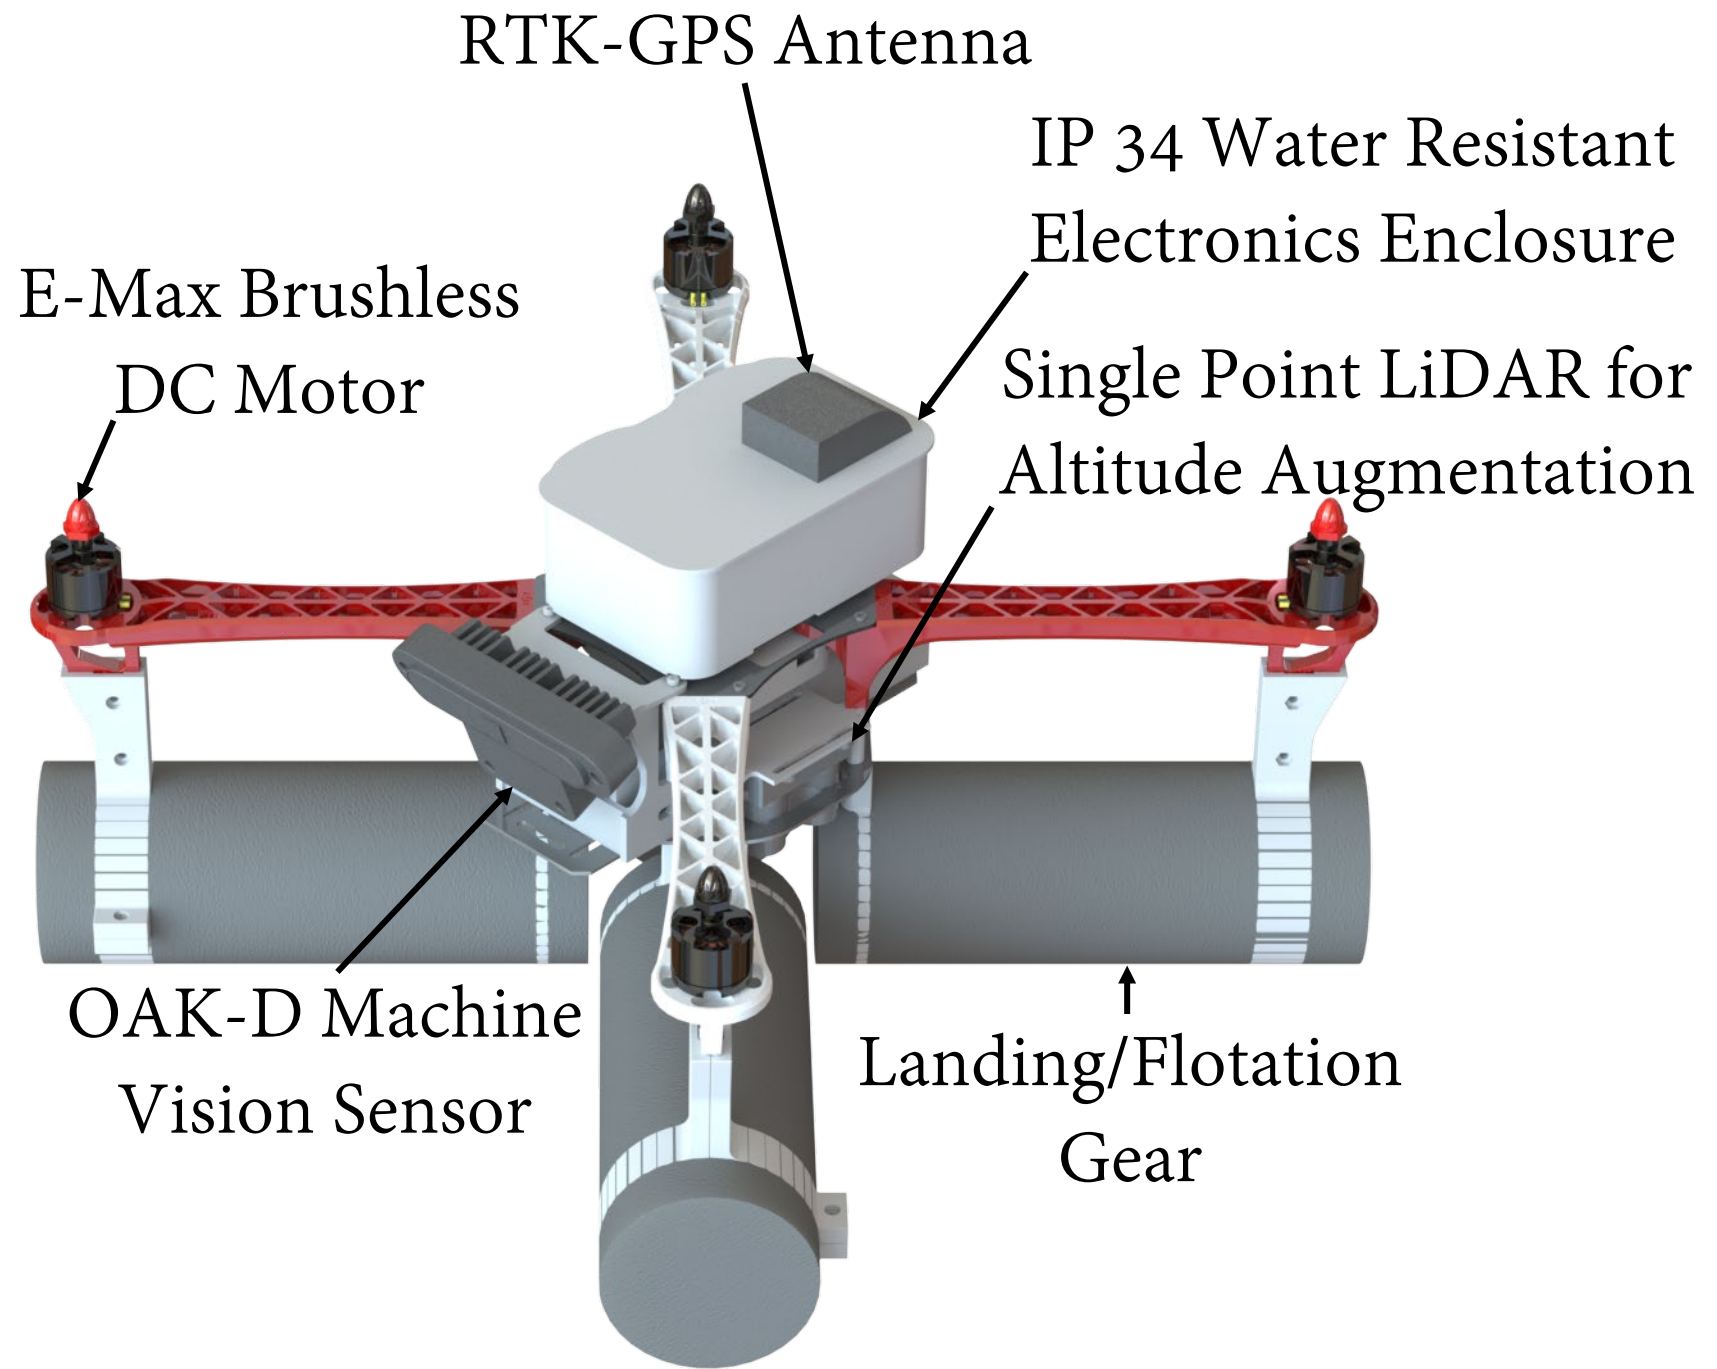 RTK-GPS Antenna
IP 34 Water Resistant
Electronics Enclosure
E-Max Brushless
DC Motor
Single Point LiDAR for
Altitude Augmentation
OAK-D Machine
Vision Sensor
Landing/Flotation
Gear